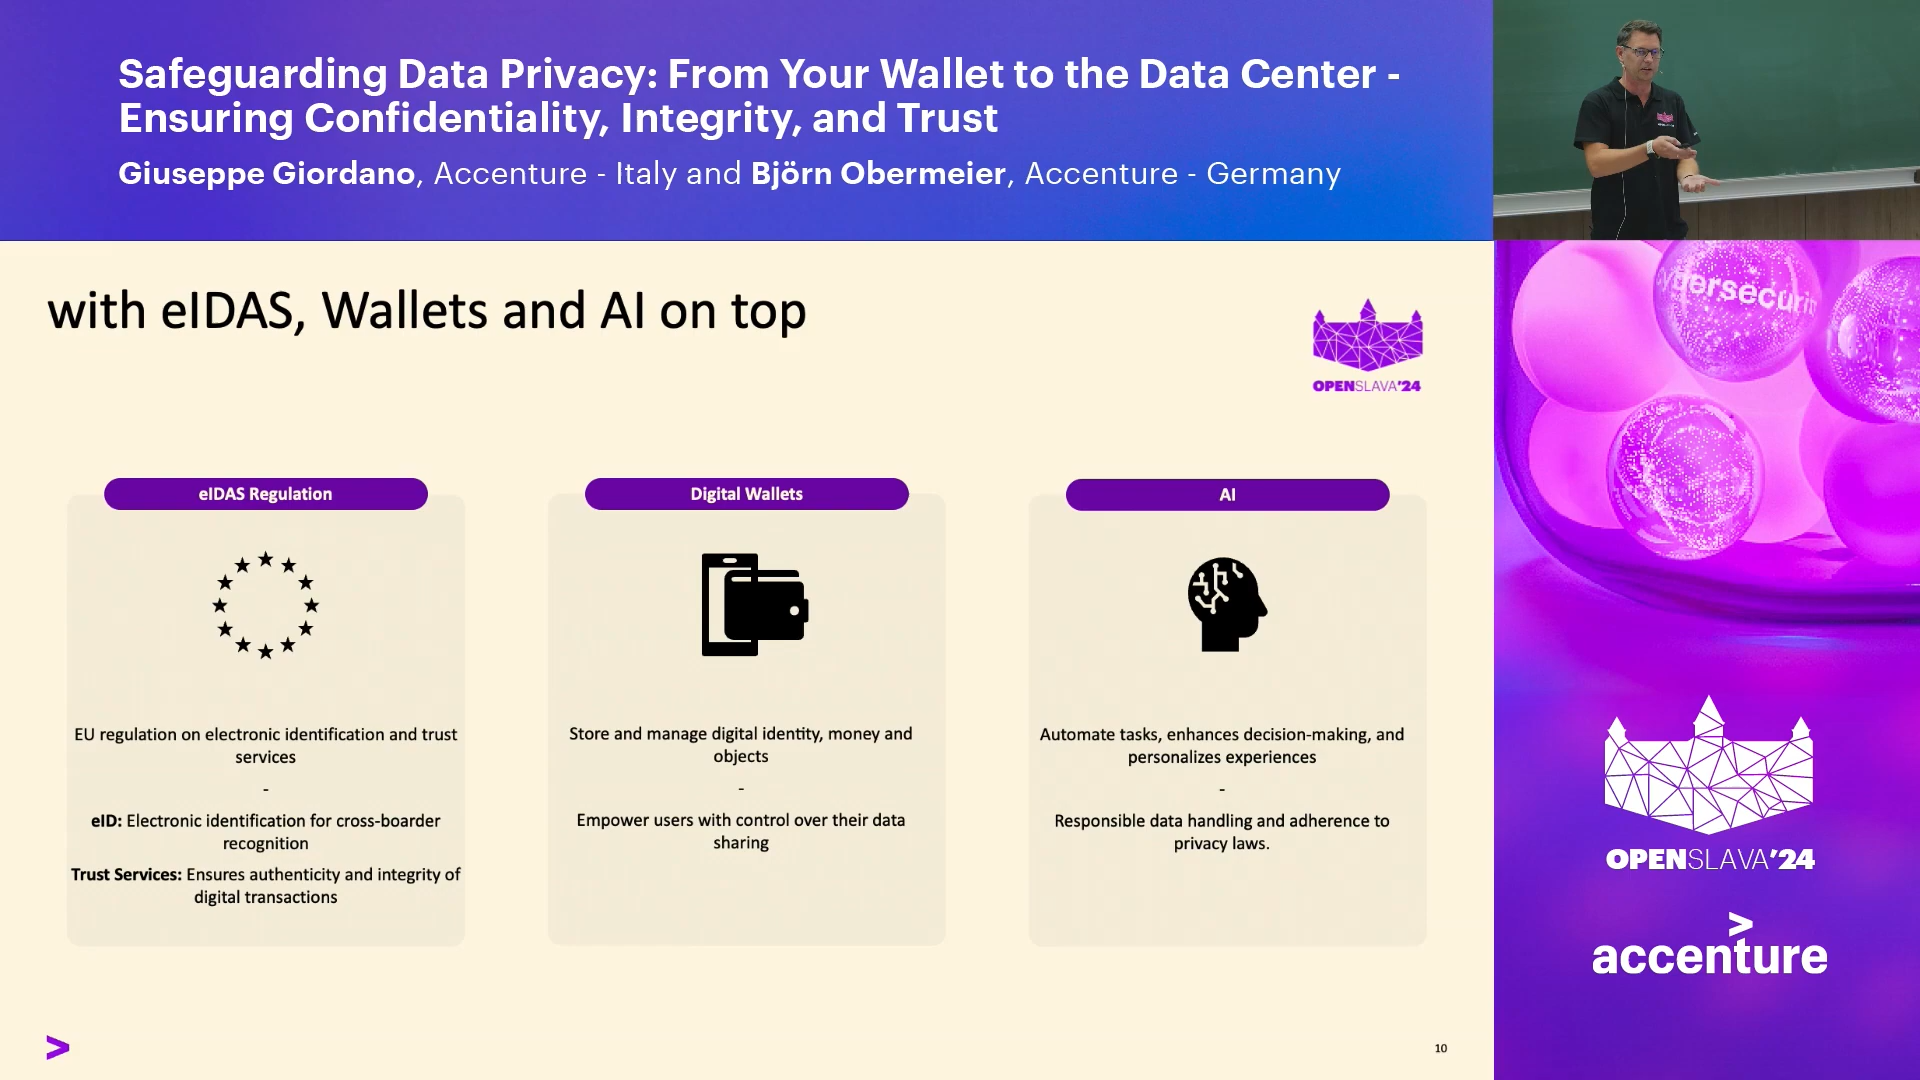 Safeguarding Data Privacy: From Your Wallet to the Data Center -
Ensuring Confidentiality, Integrity, and Trust
Giuseppe Giordano, Accenture - Italy and Björn Obermeier, Accenture - Germany
with eIDAS, Wallets and AI on top
OPENSLAVA'24
eIDAS Regulation
EU regulation on electronic identification and trust
services
-
eID: Electronic identification for cross-boarder
recognition
Trust Services: Ensures authenticity and integrity of
digital transactions
Digital Wallets
Store and manage digital identity, money and
objects
-
Empower users with control over their data
sharing
AI
Automate tasks, enhances decision-making, and
personalizes experiences
-
Responsible data handling and adherence to
privacy laws.
>
10
ybersecurit
OPENSLAVA'24
>
accenture